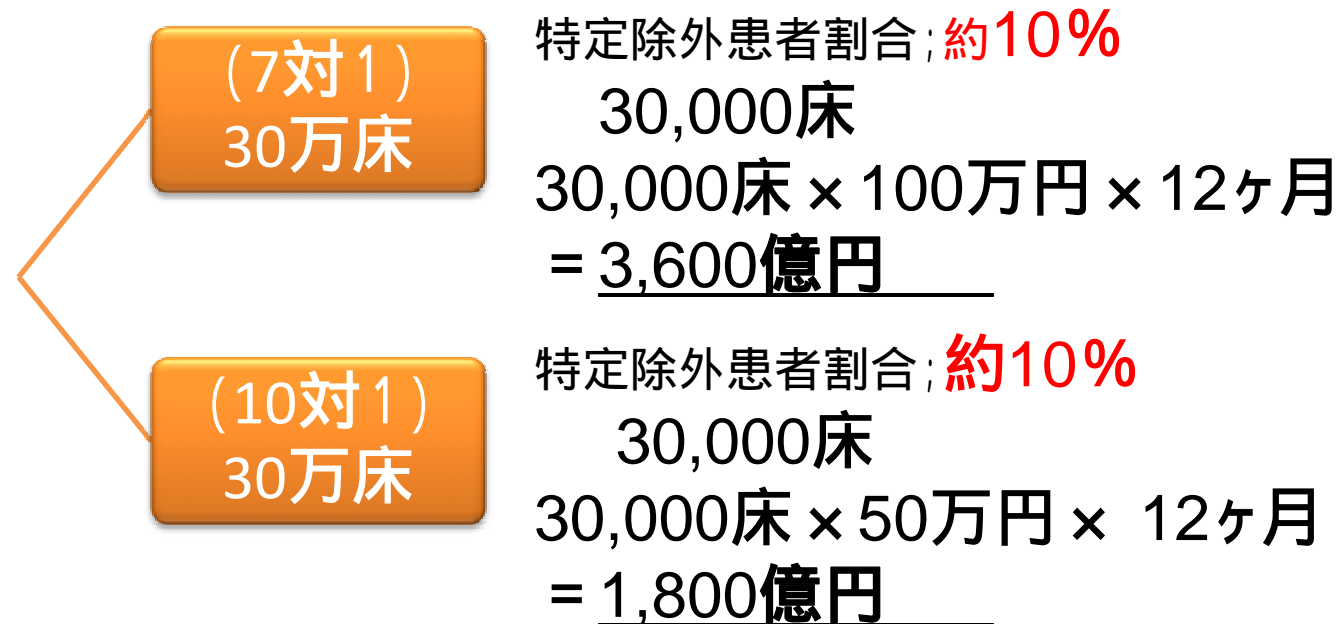 (7対1)
30万床
特定除外患者割合;約10%
30,000床
30,000床×100万円×12ヶ月
=3,600億円
(10対1)
30万床
特定除外患者割合;約10%
30,000床
30,000床×50万円× 12ヶ月
=1,800億円